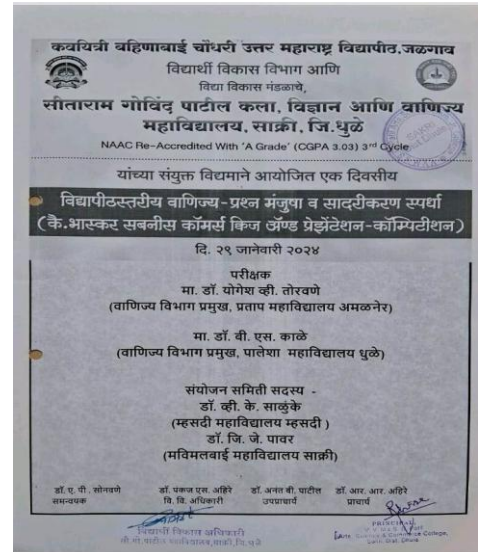 कवयित्री बहिणाबाई चौधरी उत्तर महाराष्ट्र विद्यापीठ,जळगाव
विद्यार्थी विकास विभाग आणि
विद्या विकास मंडळाचे,
सीताराम गोविंद पाटील कला, विज्ञान आणि वाणिज्य
महाविद्यालय, साक्री, जि.धुळे
NAAC Re-Accredited With 'A Grade' (CGPA 3.03) 3rd Cycle
यांच्या संयुक्त विद्यमाने आयोजित एक दिवसीय
विद्यापीठस्तरीय वाणिज्य-प्रश्न मंजुषा व सादरीकरण स्पर्धा
(कै.भास्कर सबनीस कॉमर्स क्विज ॲण्ड प्रेझेंटेशन-कॉम्पिटीशन)
दि. २९ जानेवारी २०२४
परीक्षक
मा. डॉ. योगेश व्ही. तोरवणे
(वाणिज्य विभाग प्रमुख, प्रताप महाविद्यालय अमळनेर)
मा. डॉ. बी. एस. काळे
(वाणिज्य विभाग प्रमुख, पालेशा महाविद्यालय धुळे)
संयोजन समिती सदस्य -
डॉ. व्ही. के. साळुंके
(म्हसदी महाविद्यालय म्हसदी )
डॉ. जि. जे. पावर
(मविमलबाई महाविद्यालय साक्री)
डॉ. ए. पी. सोनवणे डॉ. पंकज एस. अहिरे डॉ. अनंत बी. पाटील डॉ. आर. आर. अहिरे
समन्वयक वि. वि. अधिकारी उपप्राचार्य प्राचार्य
विद्यार्थी विकास अधिकारी
PRINCIPAL